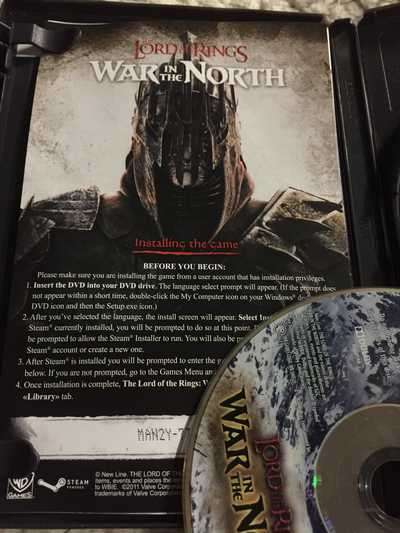 THE
LORD OF THE RINGS
WAR IN THE NORTH
Installing the game
BEFORE YOU BEGIN:
Please make sure you are installing the game from a user account that has installation privileges.
1. Insert the DVD into your DVD drive. The language select prompt will appear. (If the prompt does
not appear within a short time, double-click the My Computer icon on your Windows®
DVD icon and then the Setup.exe icon.)
2. After you've selected the language, the install screen will appear. Select
Steam® currently installed, you will be prompted to do so at this point.
be prompted to allow the Steam® Installer to run. You will also be
Steam® account or create a new one.
3. After Steam® is installed you will be prompted to enter the
below. If you are not prompted, go to the Games Menu
4. Once installation is complete, The Lord of the Rings:
«Library» tab.
MAN2Y-
WB
GAMES
STEAM
POWERED
© New Line. THE LORD OF
items, events and places
to WBIE. ©2011 Valve
trademarks of Valve
LORD OF THE RINGS
WAR IN THE NORTH